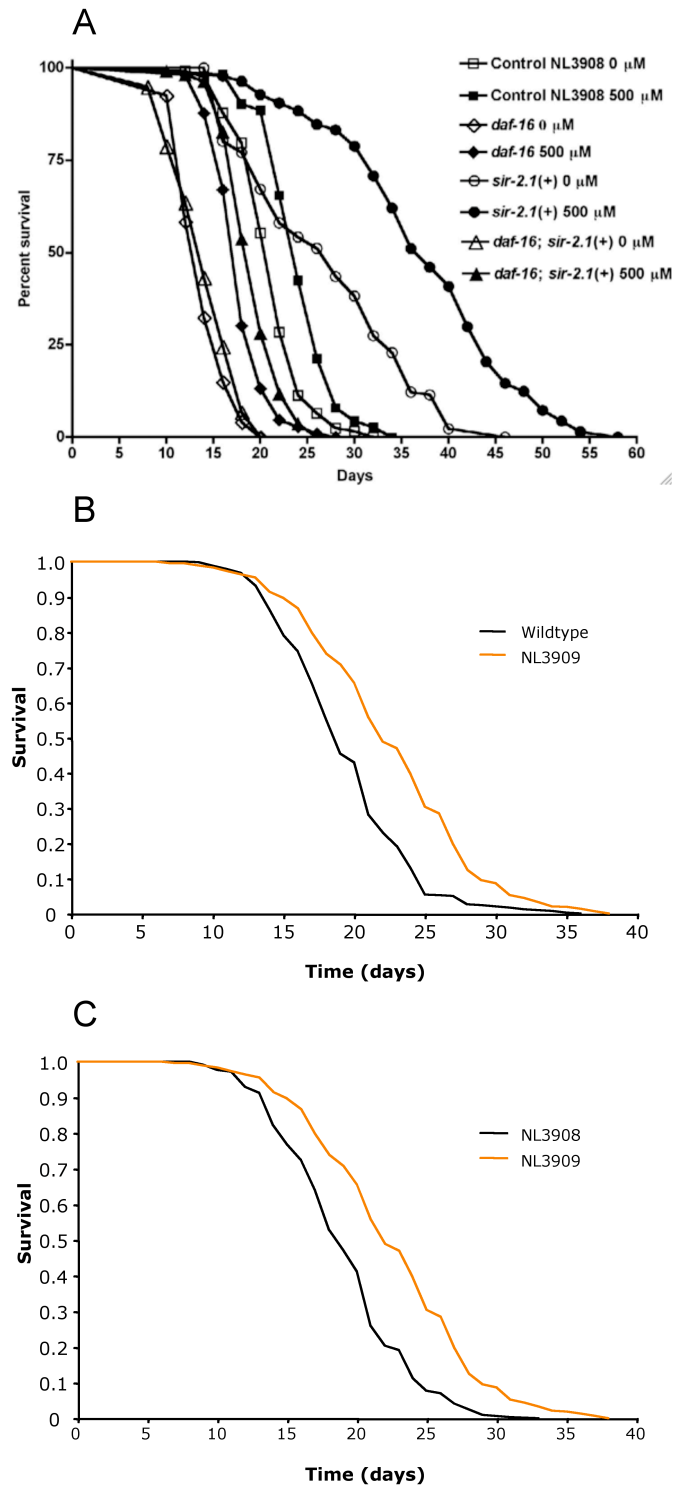 A
100
75
50
25
0
Percent survival
Control NL3908 0 μM
Control NL3908 500 μM
daf-16 0 μM
daf-16 500 μM
sir-2.1(+) 0 μM
sir-2.1(+) 500 μM
daf-16; sir-2.1(+) 0 μM
daf-16; sir-2.1(+) 500 μM
0 5 10 15 20 25 30 35 40 45 50 55 60
Days
B
1.0
0.9
0.8
0.7
0.6
0.5
0.4
0.3
0.2
0.1
0
Survival
Wildtype
NL3909
0 5 10 15 20 25 30 35 40
Time (days)
C
1.0
0.9
0.8
0.7
0.6
0.5
0.4
0.3
0.2
0.1
0
Survival
NL3908
NL3909
0 5 10 15 20 25 30 35 40
Time (days)